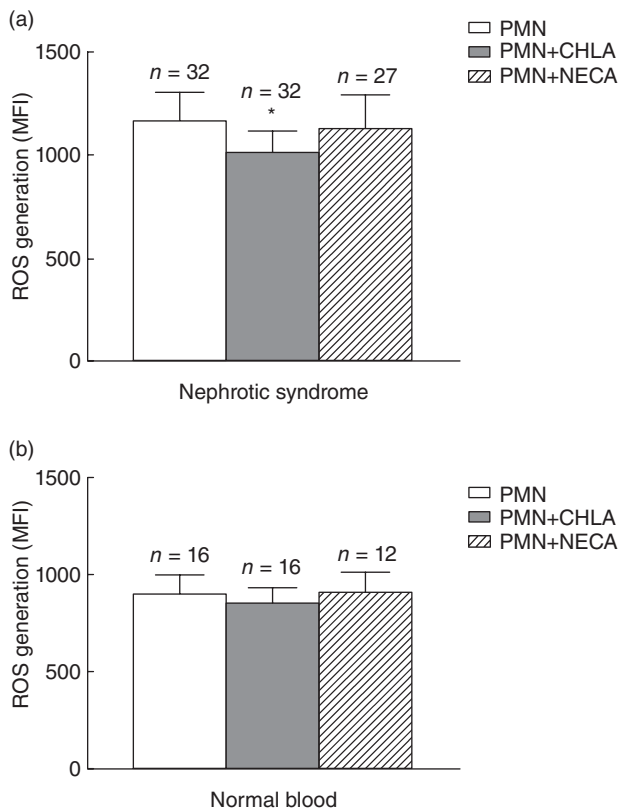 (a)
PMN
PMN+CHLA
PMN+NECA
1500
1000
500
0
ROS generation (MFI)
n = 32
n = 32
*
n = 27
Nephrotic syndrome
(b)
PMN
PMN+CHLA
PMN+NECA
1500
1000
500
0
ROS generation (MFI)
n = 16
n = 16
n = 12
Normal blood